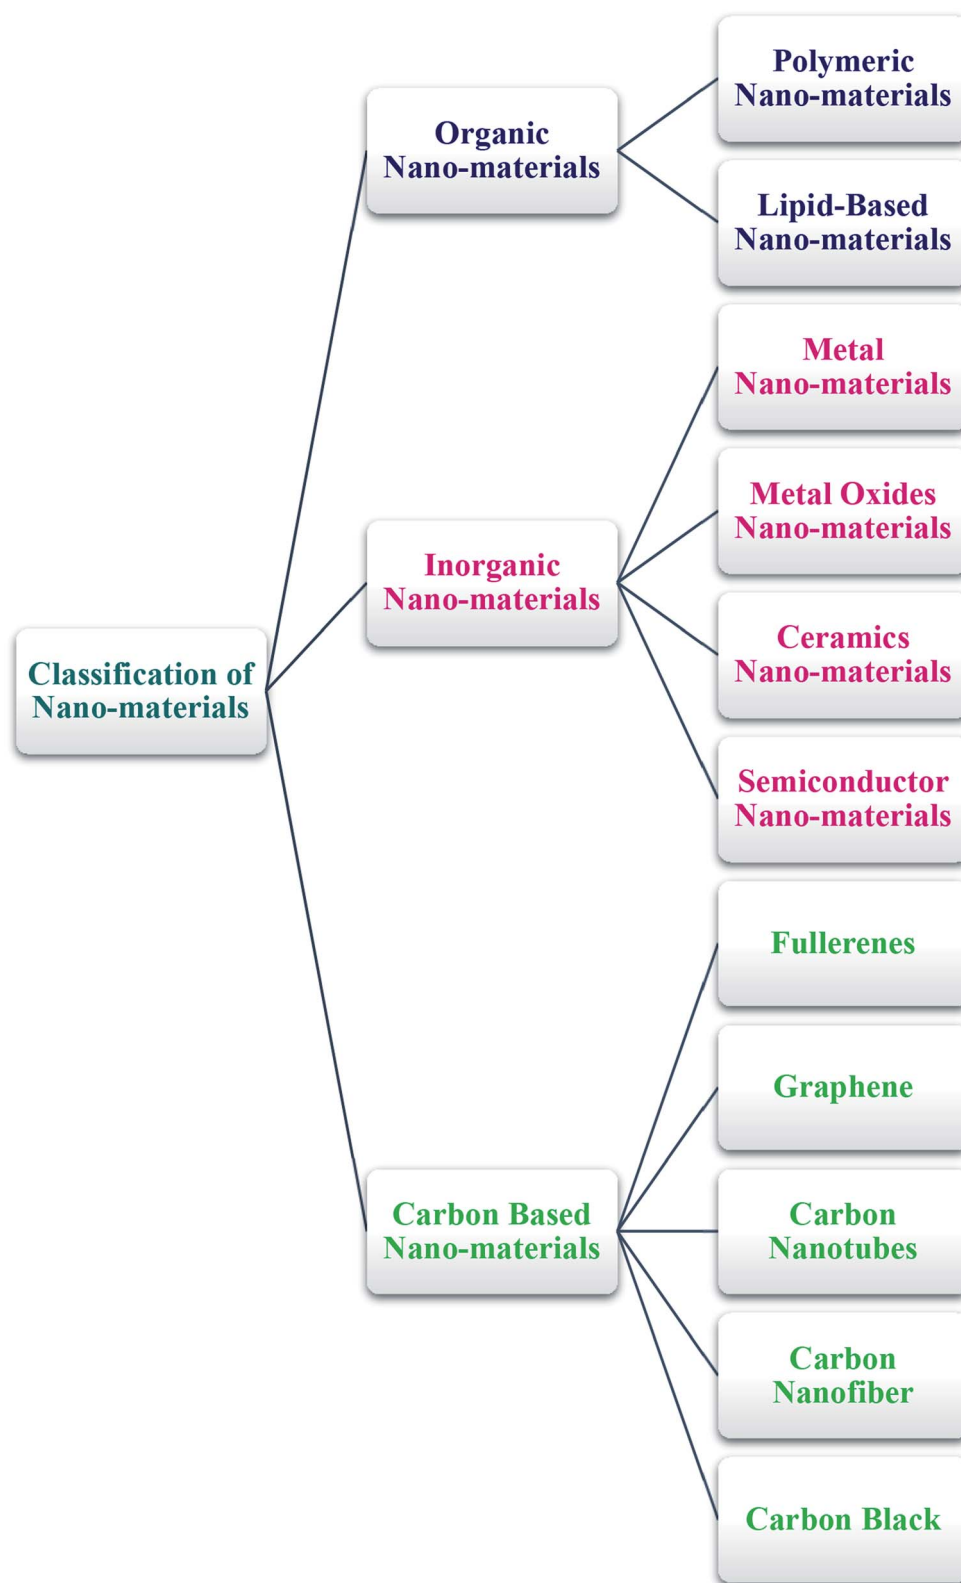 Polymeric
Nano-materials
Organic
Nano-materials
Lipid-Based
Nano-materials
Metal
Nano-materials
Metal Oxides
Nano-materials
Inorganic
Nano-materials
Ceramics
Nano-materials
Classification of
Nano-materials
Semiconductor
Nano-materials
Fullerenes
Graphene
Carbon Based
Nano-materials
Carbon
Nanotubes
Carbon
Nanofiber
Carbon Black